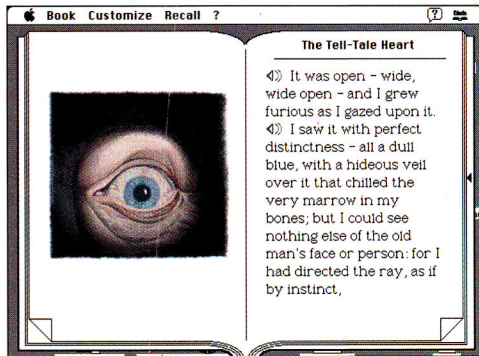 Book Customize Recall ?
?
The Tell-Tale Heart
It was open - wide,
wide open - and I grew
furious as I gazed upon it.
I saw it with perfect
distinctness - all a dull
blue, with a hideous veil
over it that chilled the
very marrow in my
bones; but I could see
nothing else of the old
man's face or person: for I
had directed the ray, as if
by instinct,